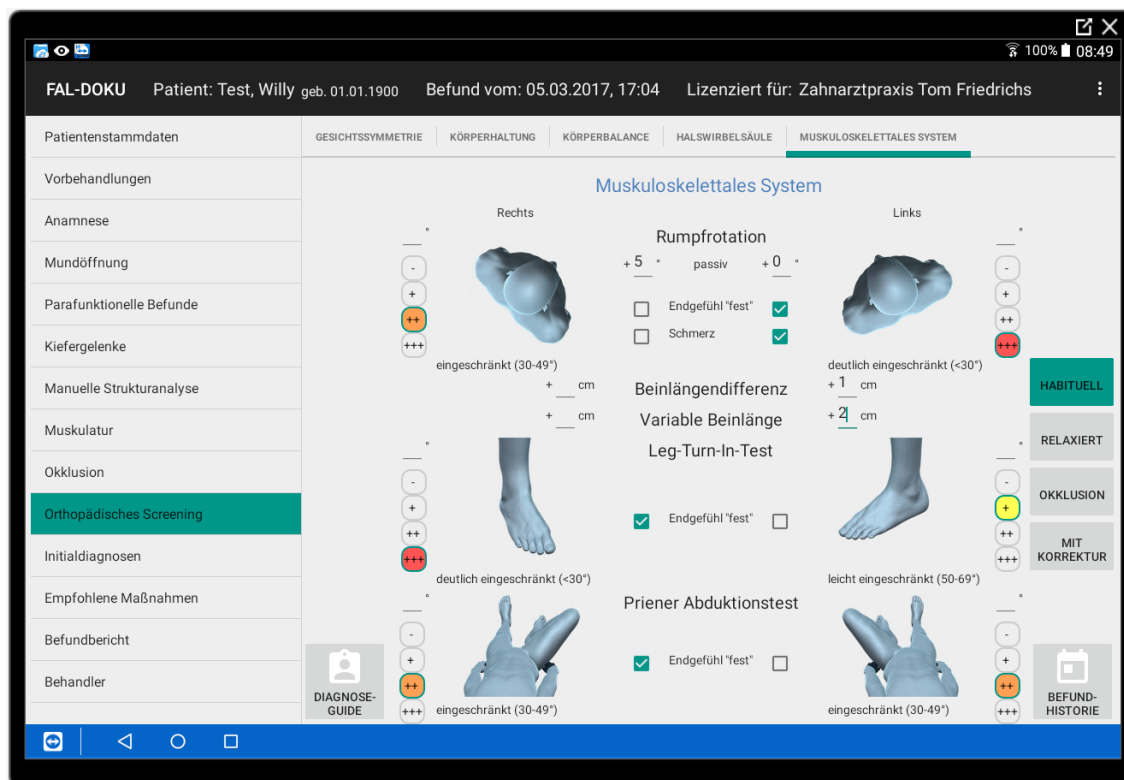 100% 08:49
FAL-DOKU Patient: Test, Willy geb. 01.01.1900 Befund vom: 05.03.2017, 17:04 Lizenziert für: Zahnarztpraxis Tom Friedrichs
Patientenstammdaten
Vorbehandlungen
Anamnese
Mundöffnung
Parafunktionelle Befunde
Kiefergelenke
Manuelle Strukturanalyse
Muskulatur
Okklusion
Orthopädisches Screening
Initialdiagnosen
Empfohlene Maßnahmen
Befundbericht
Behandler
GESICHTSSYMMETRIE KÖRPERHALTUNG KÖRPERBALANCE HALSWIRBELSÄULE MUSKULOSKELETTALES SYSTEM
Muskuloskelettales System
Rechts Links
° Rumpfrotation °
+ 5 ° passiv + 0 °
- -
+ Endgefühl "fest" +
++ ++
Schmerz
+++ +++
eingeschränkt (30-49°) deutlich eingeschränkt (<30°)
+ cm Beinlängendifferenz + 1 cm
+ cm Variable Beinlänge + 2 cm
° Leg-Turn-In-Test °
- -
+ +
Endgefühl "fest"
++ ++
+++ +++
deutlich eingeschränkt (<30°) leicht eingeschränkt (50-69°)
° Priener Abduktionstest °
- -
+ Endgefühl "fest" +
++ ++
+++ +++
eingeschränkt (30-49°) eingeschränkt (30-49°)
DIAGNOSE-
GUIDE
HABITUELL
RELAXIERT
OKKLUSION
MIT
KORREKTUR
BEFUND-
HISTORIE